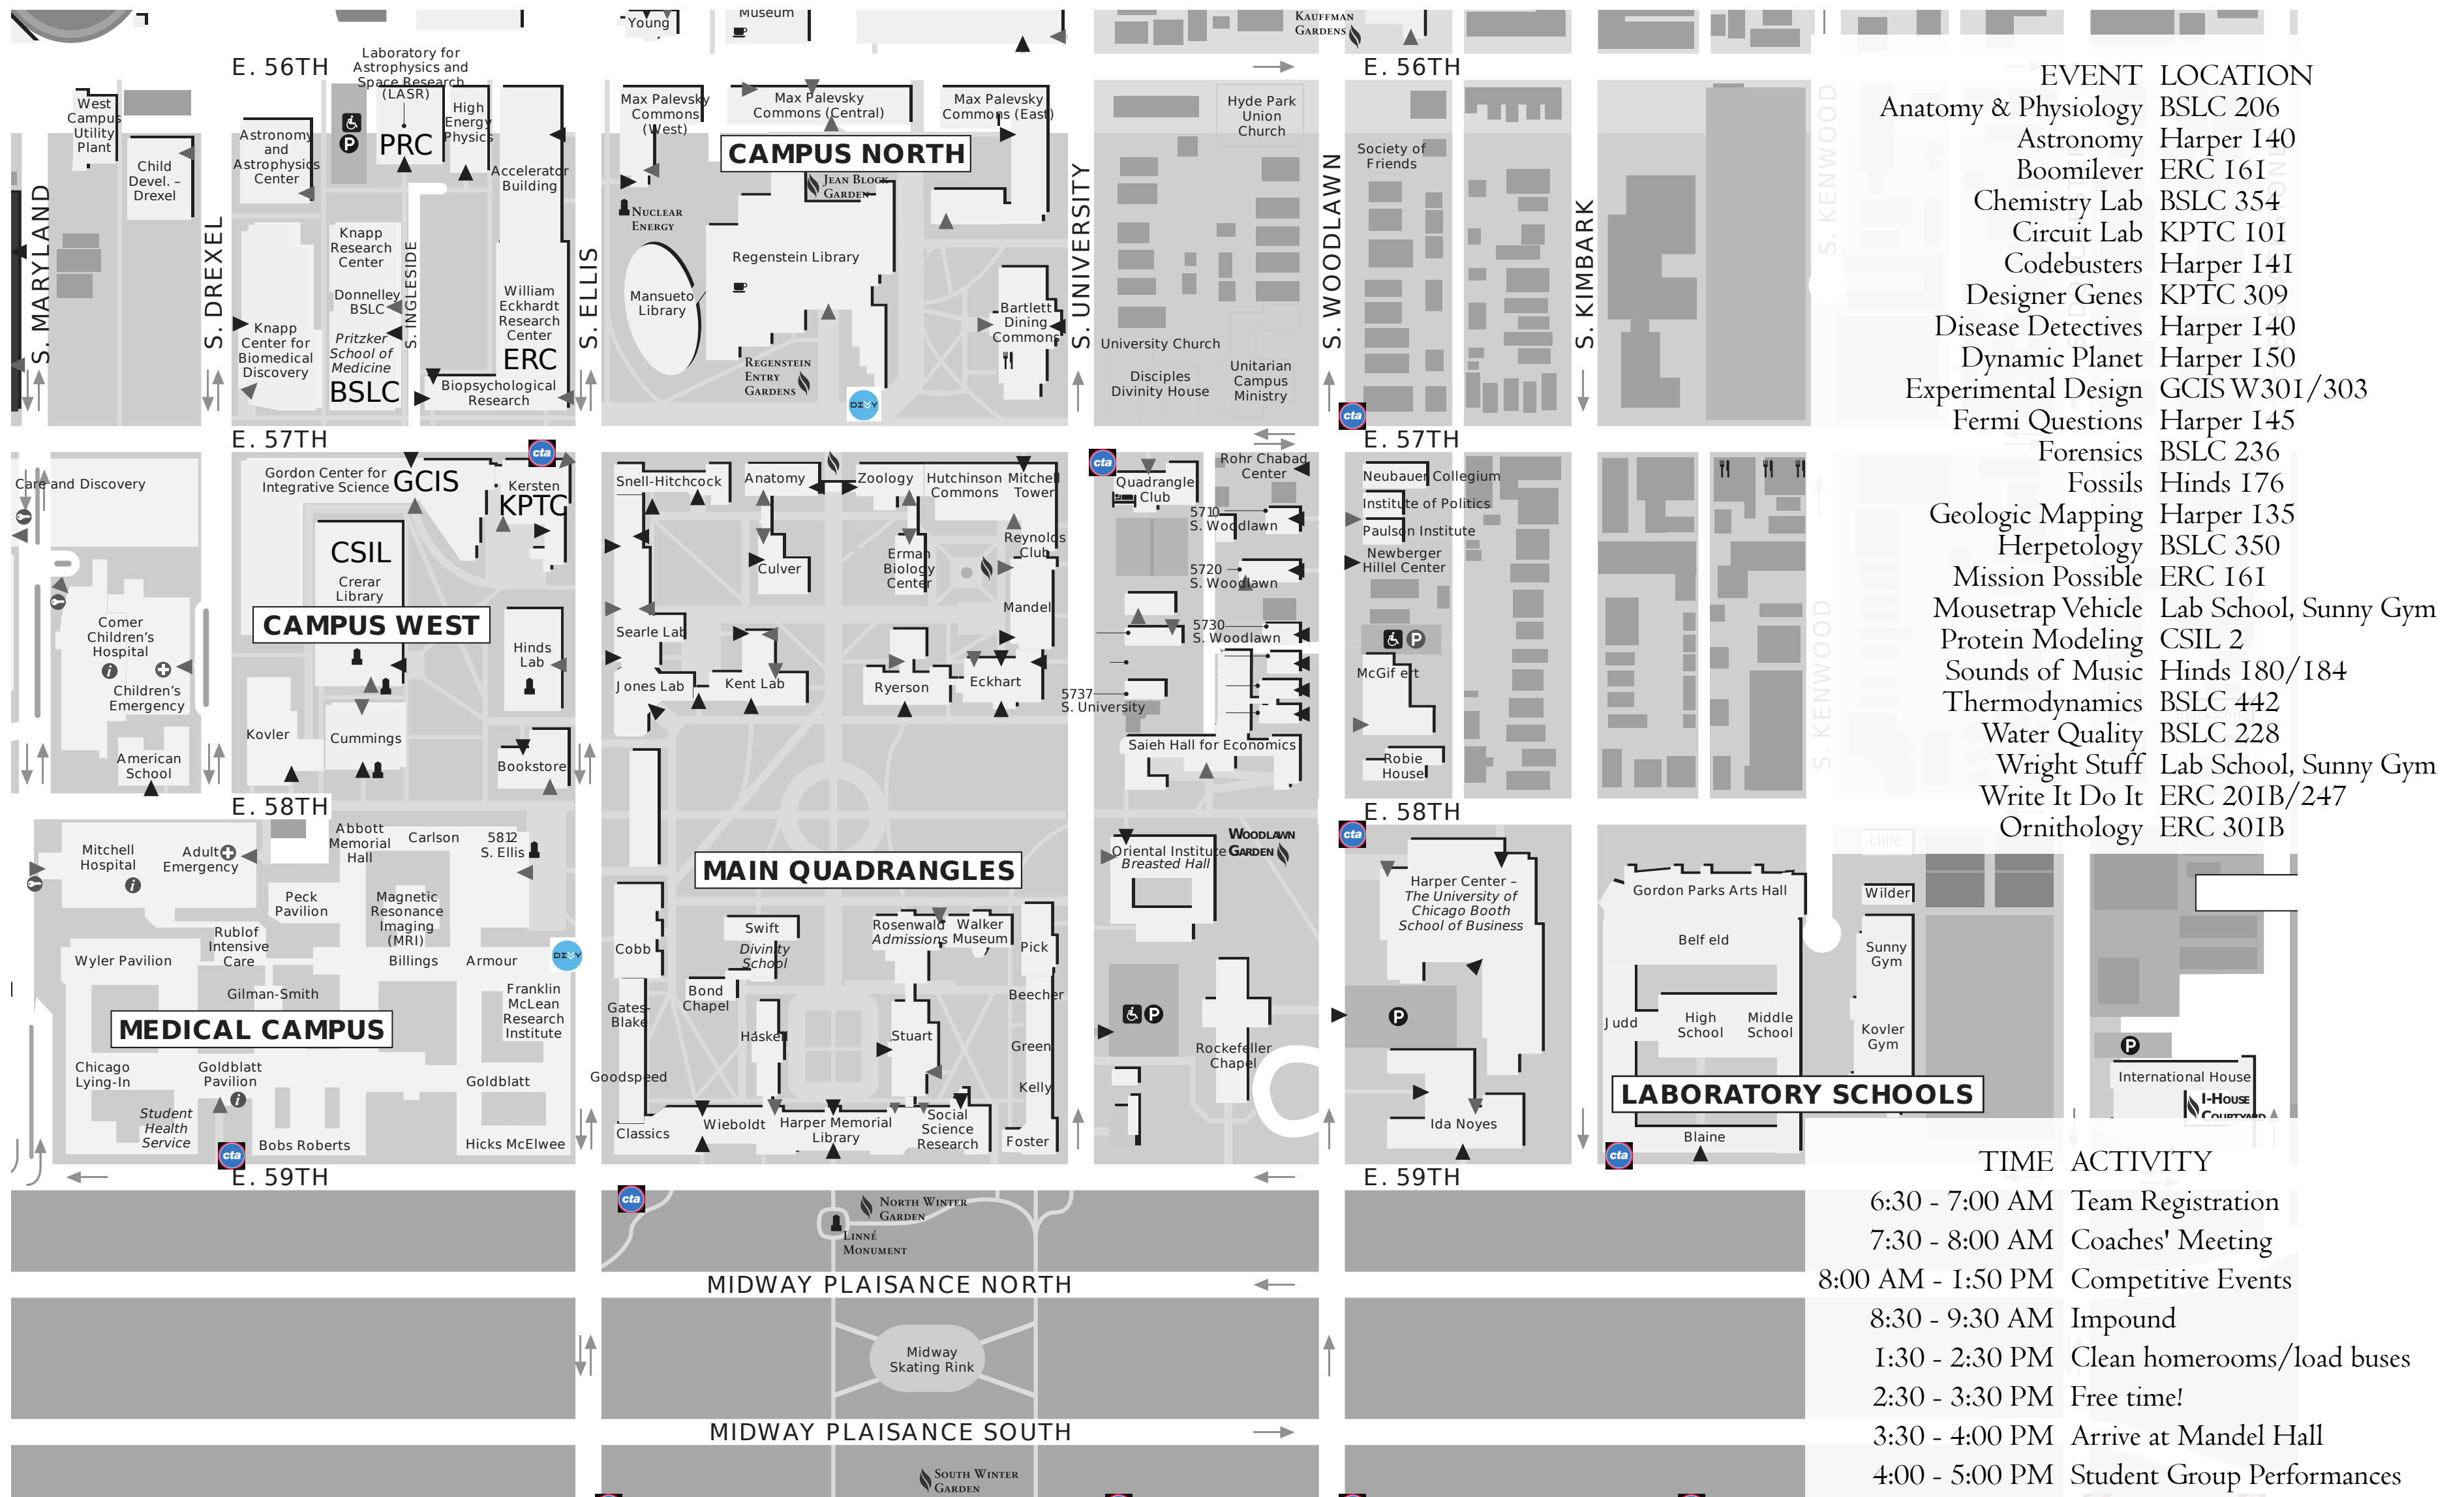 Young
Museum
KAUFFMAN
GARDENS
E. 56TH
Laboratory for
Astrophysics and
Space Research
(LASR)
E. 56TH
West
Campus
Utility
Plant
Child
Devel. –
Drexel
Astronomy
and
Astrophysics
Center
P
PRC
High
Energy
Physics
Accelerator
Building
Max Palevsky
Commons
(West)
Max Palevsky
Commons (Central)
Max Palevsky
Commons (East)
CAMPUS NORTH
JEAN BLOCK
GARDEN
NUCLEAR
ENERGY
Hyde Park
Union
Church
Society of
Friends
S. MARYLAND
S. DREXEL
S. INGLESIDE
S. ELLIS
S. UNIVERSITY
S. WOODLAWN
S. KIMBARK
S. KENWOOD
Knapp
Research
Center
Donnelley
BSLC
Pritzker
School of
Medicine
BSLC
Knapp
Center for
Biomedical
Discovery
William
Eckhardt
Research
Center
ERC
Biopsychological
Research
Regenstein Library
Mansueto
Library
REGENSTEIN
ENTRY
GARDENS
DIVVY
Bartlett
Dining
Commons
University Church
Disciples
Divinity House
Unitarian
Campus
Ministry
cta
E. 57TH
E. 57TH
Care and Discovery
Gordon Center for
Integrative Science
GCIS
cta
Kersten
KPTC
CSIL
Crerar
Library
CAMPUS WEST
Hinds
Lab
Comer
Children's
Hospital
Children's
Emergency
American
School
Kovler
Cummings
Bookstore
Snell-Hitchcock
Anatomy
Zoology
Hutchinson
Commons
Mitchell
Tower
Culver
Erman
Biology
Center
Reynolds
Club
Mandel
Searle Lab
Jones Lab
Kent Lab
Ryerson
Eckhart
cta
Quadrangle
Club
Rohr Chabad
Center
5710
S. Woodlawn
5720
S. Woodlawn
5730
S. Woodlawn
5737
S. University
Saieh Hall for Economics
Neubauer Collegium
Institute of Politics
Paulson Institute
Newberger
Hillel Center
P
McGif ert
Robie
House
S. KENWOOD
E. 58TH
E. 58TH
Mitchell
Hospital
Adult
Emergency
Abbott
Memorial
Hall
Carlson
5812
S. Ellis
Peck
Pavilion
Magnetic
Resonance
Imaging
(MRI)
Rublof
Intensive
Care
Wyler Pavilion
Billings
Armour
DIVVY
Gilman-Smith
Franklin
McLean
Research
Institute
MEDICAL CAMPUS
Chicago
Lying-In
Goldblatt
Pavilion
Goldblatt
Student
Health
Service
cta
Bobs Roberts
Hicks McElwee
MAIN QUADRANGLES
Cobb
Swift
Divinity
School
Rosenwald
Admissions
Walker
Museum
Pick
Bond
Chapel
Beecher
Gates-
Blake
Haskell
Stuart
Green
Goodspeed
Kelly
Classics
Wieboldt
Harper Memorial
Library
Social
Science
Research
Foster
Oriental Institute
Breasted Hall
WOODLAWN
GARDEN
P
Rockefeller
Chapel
cta
Harper Center –
The University of
Chicago Booth
School of Business
P
Ida Noyes
Gordon Parks Arts Hall
Lillie
Wilder
Belf eld
Sunny
Gym
Judd
High
School
Middle
School
Kovler
Gym
LABORATORY SCHOOLS
cta
Blaine
P
International House
I-HOUSE
COURTYARD
E. 59TH
E. 59TH
cta
NORTH WINTER
GARDEN
LINNÉ
MONUMENT
MIDWAY PLAISANCE NORTH
Midway
Skating Rink
MIDWAY PLAISANCE SOUTH
SOUTH WINTER
GARDEN
EVENT LOCATION
Anatomy & Physiology BSLC 206
Astronomy Harper 140
Boomilever ERC 161
Chemistry Lab BSLC 354
Circuit Lab KPTC 101
Codebusters Harper 141
Designer Genes KPTC 309
Disease Detectives Harper 140
Dynamic Planet Harper 150
Experimental Design GCIS W301/303
Fermi Questions Harper 145
Forensics BSLC 236
Fossils Hinds 176
Geologic Mapping Harper 135
Herpetology BSLC 350
Mission Possible ERC 161
Mousetrap Vehicle Lab School, Sunny Gym
Protein Modeling CSIL 2
Sounds of Music Hinds 180/184
Thermodynamics BSLC 442
Water Quality BSLC 228
Wright Stuff Lab School, Sunny Gym
Write It Do It ERC 201B/247
Ornithology ERC 301B
TIME ACTIVITY
6:30 - 7:00 AM Team Registration
7:30 - 8:00 AM Coaches' Meeting
8:00 AM - 1:50 PM Competitive Events
8:30 - 9:30 AM Impound
1:30 - 2:30 PM Clean homerooms/load buses
2:30 - 3:30 PM Free time!
3:30 - 4:00 PM Arrive at Mandel Hall
4:00 - 5:00 PM Student Group Performances